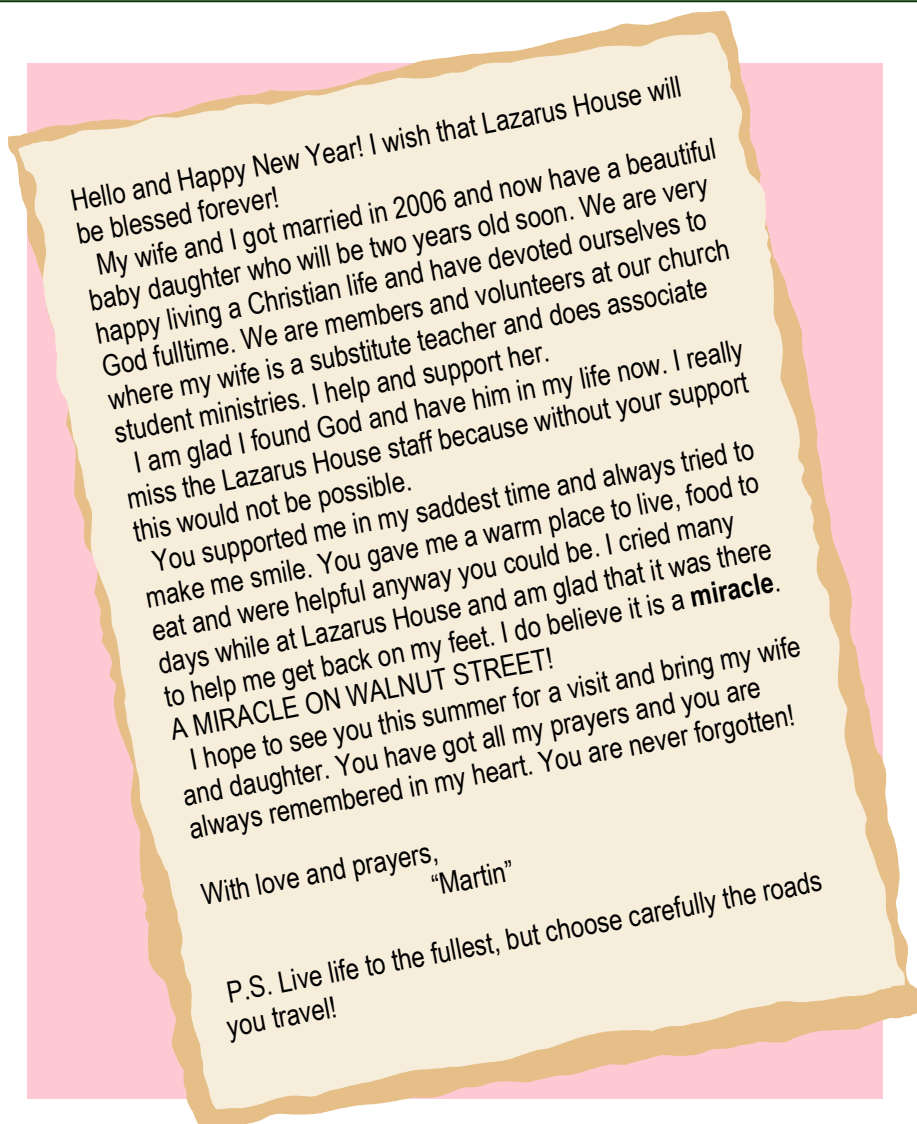 Hello and Happy New Year! I wish that Lazarus House will
be blessed forever!
My wife and I got married in 2006 and now have a beautiful
baby daughter who will be two years old soon. We are very
happy living a Christian life and have devoted ourselves to
God fulltime. We are members and volunteers at our church
where my wife is a substitute teacher and does associate
student ministries. I help and support her.
I am glad I found God and have him in my life now. I really
miss the Lazarus House staff because without your support
this would not be possible.
You supported me in my saddest time and always tried to
make me smile. You gave me a warm place to live, food to
eat and were helpful anyway you could be. I cried many
days while at Lazarus House and am glad that it was there
to help me get back on my feet. I do believe it is a miracle.
A MIRACLE ON WALNUT STREET!
I hope to see you this summer for a visit and bring my wife
and daughter. You have got all my prayers and you are
always remembered in my heart. You are never forgotten!
With love and prayers,
“Martin”
P.S. Live life to the fullest, but choose carefully the roads
you travel!